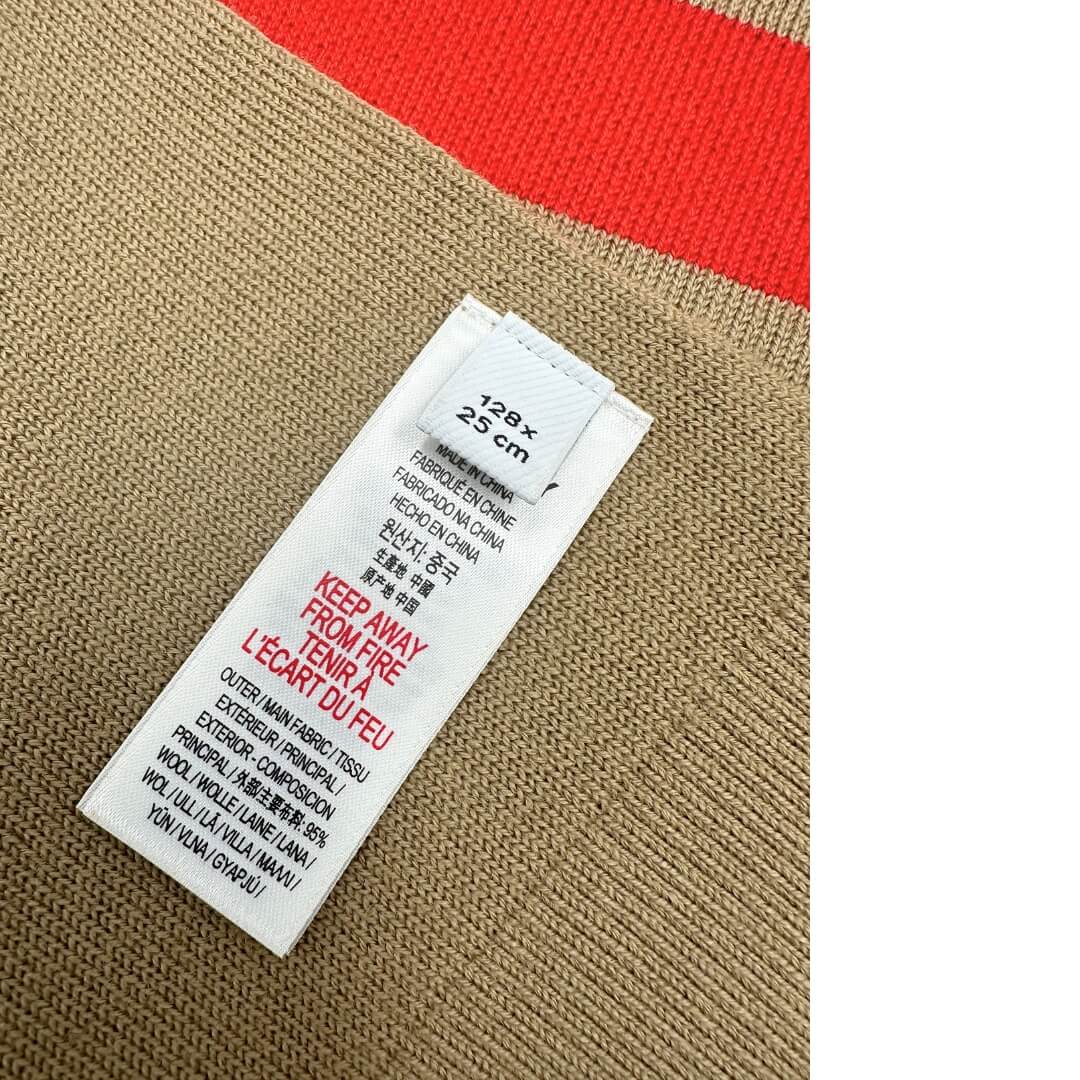 128 x
25 cm
MADE IN CHINA
FABRIQUÉ EN CHINE
FABRICADO NA CHINA
HECHO EN CHINA
원산지: 중국
生產地 中國
原产地 中国
KEEP AWAY
FROM FIRE
TENIR À
L'ÉCART DU FEU
OUTER / MAIN FABRIC / TISSU
EXTÉRIEUR / PRINCIPAL /
EXTERIOR - COMPOSICION
PRINCIPAL / 外部/主要布料: 95%
WOOL / WOLLE / LAINE / LANA /
WOL / ULL / LÃ / VILLA / ΜΑΛΛΙ /
YÜN / VLNA / GYAPJÚ /